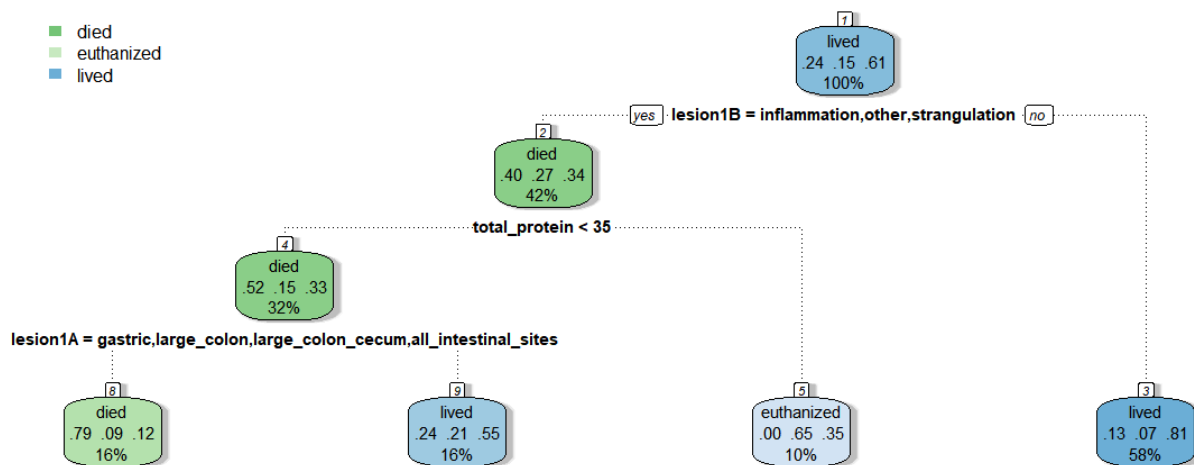 died
euthanized
lived
1
lived
.24 .15 .61
100%
yes lesion1B = inflammation,other,strangulation no
2
died
.40 .27 .34
42%
total_protein < 35
4
died
.52 .15 .33
32%
lesion1A = gastric,large_colon,large_colon_cecum,all_intestinal_sites
8
died
.79 .09 .12
16%
9
lived
.24 .21 .55
16%
5
euthanized
.00 .65 .35
10%
3
lived
.13 .07 .81
58%